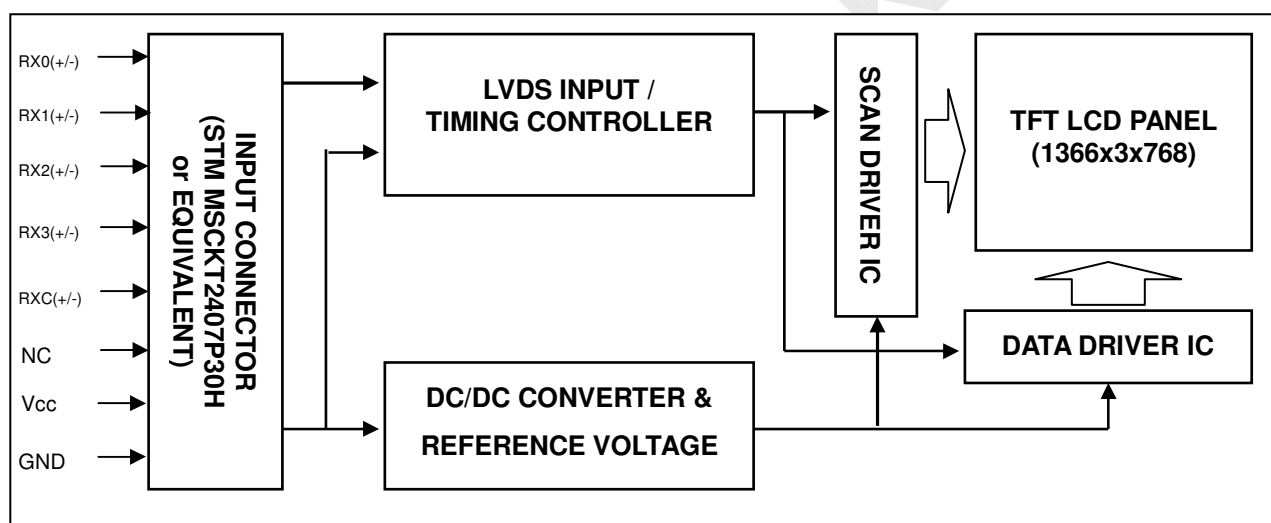 RX0(+/-)
RX1(+/-)
RX2(+/-)
RX3(+/-)
RXC(+/-)
NC
Vcc
GND
INPUT CONNECTOR
(STM MSCKT2407P30H
or EQUIVALENT)
LVDS INPUT /
TIMING CONTROLLER
DC/DC CONVERTER &
REFERENCE VOLTAGE
SCAN DRIVER IC
TFT LCD PANEL
(1366x3x768)
DATA DRIVER IC